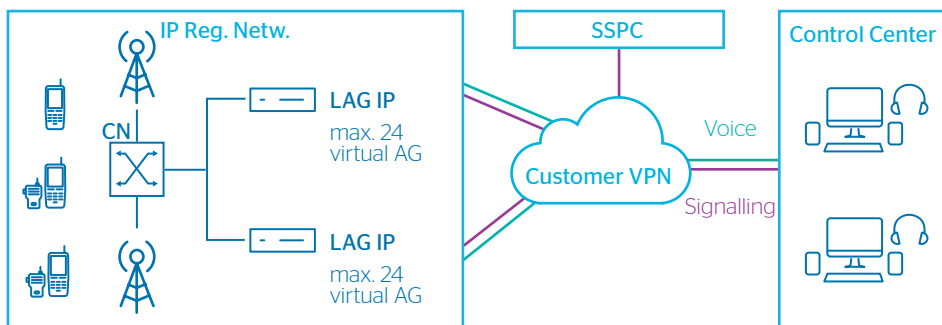 IP Reg. Netw.
CN
LAG IP
max. 24
virtual AG
LAG IP
max. 24
virtual AG
SSPC
Customer VPN
Voice
Signalling
Control Center